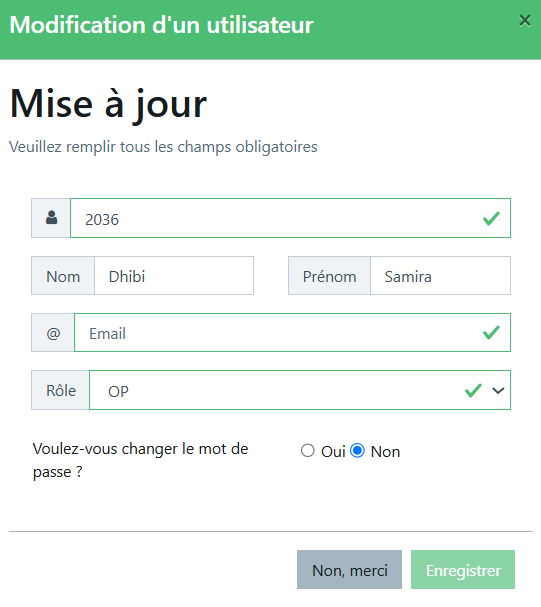 Modification d'un utilisateur
Mise à jour
Veuillez remplir tous les champs obligatoires
2036
Nom Dhibi Prénom Samira
@ Email
Rôle OP
Voulez-vous changer le mot de
passe ? Oui Non
Non, merci Enregistrer